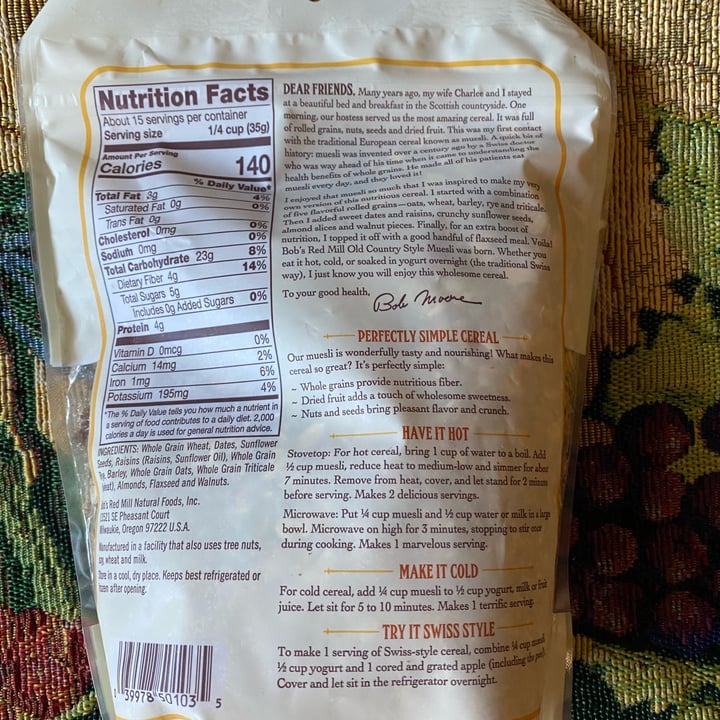 Nutrition Facts
About 15 servings per container
Serving size 1/4 cup (35g)
Amount Per Serving
Calories 140
% Daily Value*
Total Fat 3g 4%
Saturated Fat 0g 0%
Trans Fat 0g
Cholesterol 0mg 0%
Sodium 0mg 0%
Total Carbohydrate 23g 8%
Dietary Fiber 4g 14%
Total Sugars 5g
Includes 0g Added Sugars 0%
Protein 4g
Vitamin D 0mcg 0%
Calcium 14mg 2%
Iron 1mg 6%
Potassium 195mg 4%
*The % Daily Value tells you how much a nutrient in
a serving of food contributes to a daily diet. 2,000
calories a day is used for general nutrition advice.
INGREDIENTS: Whole Grain Wheat, Dates, Sunflower
Seeds, Raisins (Raisins, Sunflower Oil), Whole Grain
Rye, Barley, Whole Grain Oats, Whole Grain Triticale
(wheat), Almonds, Flaxseed and Walnuts.
Bob's Red Mill Natural Foods, Inc.
13521 SE Pheasant Court
Milwaukie, Oregon 97222 U.S.A.
Manufactured in a facility that also uses tree nuts,
soy, wheat and milk.
Store in a cool, dry place. Keeps best refrigerated or
frozen after opening.
39978 50103 5
DEAR FRIENDS, Many years ago, my wife Charlee and I stayed
at a beautiful bed and breakfast in the Scottish countryside. One
morning, our hostess served us the most amazing cereal. It was full
of rolled grains, nuts, seeds and dried fruit. This was my first contact
with the traditional European cereal known as muesli. A quick bit of
history: muesli was invented over a century ago by a Swiss doctor
who was way ahead of his time when it came to understanding the
health benefits of whole grains. He made all of his patients eat
muesli every day, and they loved it!
I enjoyed that muesli so much that I was inspired to make my very
own version of this nutritious cereal. I started with a combination
of five flavorful rolled grains—oats, wheat, barley, rye and triticale.
Then I added sweet dates and raisins, crunchy sunflower seeds,
almond slices and walnut pieces. Finally, for an extra boost of
nutrition, I topped it off with a good handful of flaxseed meal. Voila!
Bob's Red Mill Old Country Style Muesli was born. Whether you
eat it hot, cold, or soaked in yogurt overnight (the traditional Swiss
way), I just know you will enjoy this wholesome cereal.
To your good health,
Bob Moore
PERFECTLY SIMPLE CEREAL
Our muesli is wonderfully tasty and nourishing! What makes this
cereal so great? It's perfectly simple:
~ Whole grains provide nutritious fiber.
~ Dried fruit adds a touch of wholesome sweetness.
~ Nuts and seeds bring pleasant flavor and crunch.
HAVE IT HOT
Stovetop: For hot cereal, bring 1 cup of water to a boil. Add
½ cup muesli, reduce heat to medium-low and simmer for about
7 minutes. Remove from heat, cover, and let stand for 2 minutes
before serving. Makes 2 delicious servings.
Microwave: Put ¼ cup muesli and ½ cup water or milk in a large
bowl. Microwave on high for 3 minutes, stopping to stir once
during cooking. Makes 1 marvelous serving.
MAKE IT COLD
For cold cereal, add ¼ cup muesli to ½ cup yogurt, milk or fruit
juice. Let sit for 5 to 10 minutes. Makes 1 terrific serving.
TRY IT SWISS STYLE
To make 1 serving of Swiss-style cereal, combine ¼ cup muesli
½ cup yogurt and 1 cored and grated apple (including the peel).
Cover and let sit in the refrigerator overnight.